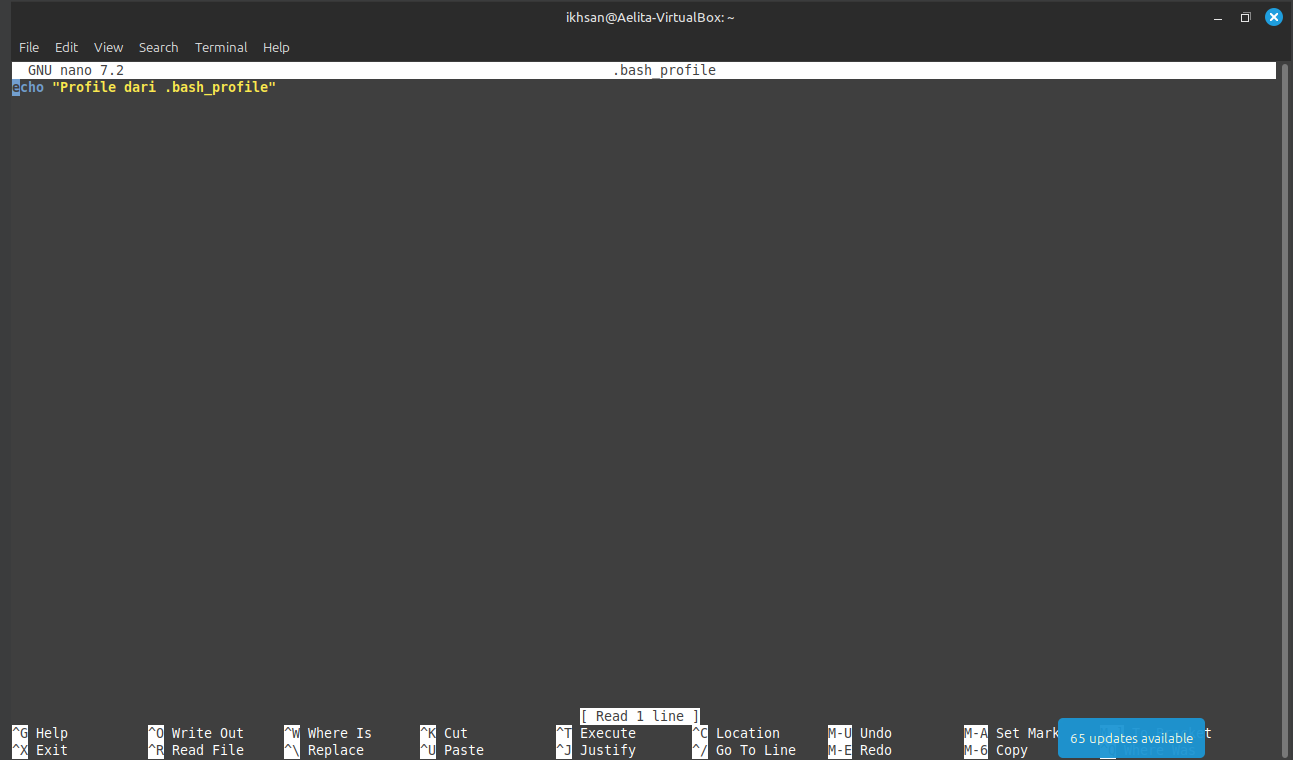 ikhsan@Aelita-VirtualBox: ~
File Edit View Search Terminal Help
GNU nano 7.2 .bash_profile
echo "Profile dari .bash_profile"
[ Read 1 line ]
^G Help ^O Write Out ^W Where Is ^K Cut ^T Execute ^C Location M-U Undo M-A Set Mark
^X Exit ^R Read File ^\ Replace ^U Paste ^J Justify ^/ Go To Line M-E Redo M-6 Copy
65 updates available